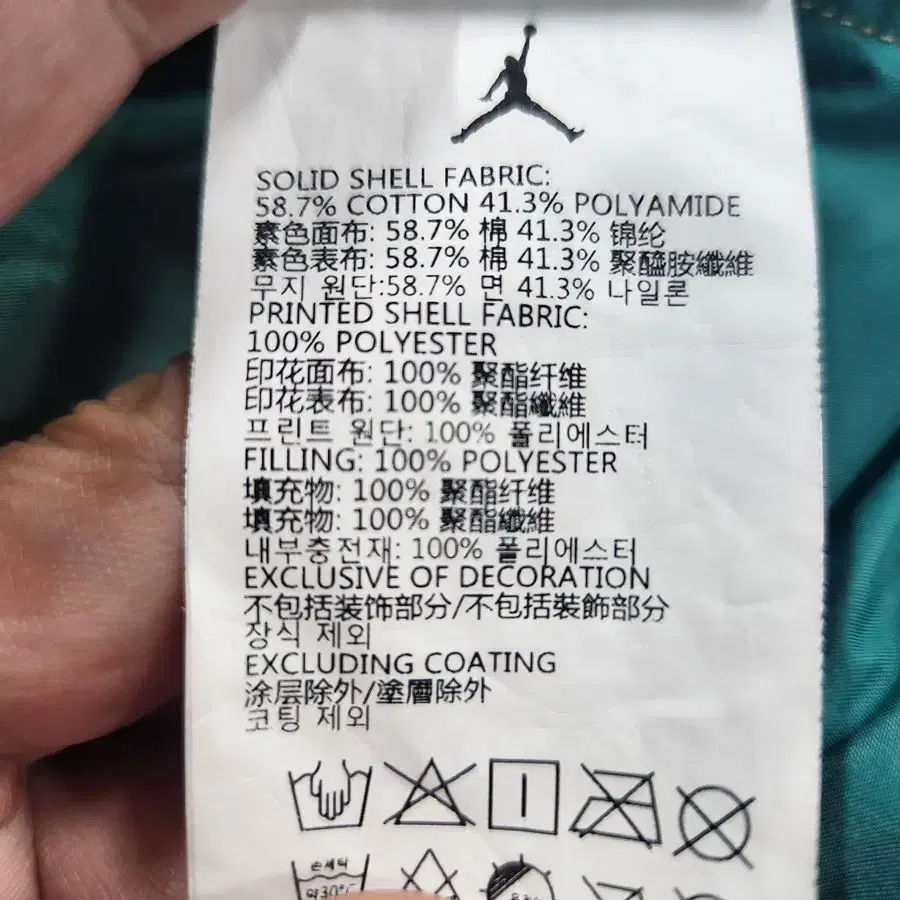 SOLID SHELL FABRIC:
58.7% COTTON 41.3% POLYAMIDE
素色面布: 58.7% 棉 41.3% 锦纶
素色表布: 58.7% 棉 41.3% 聚醯胺纖維
무지 원단:58.7% 면 41.3% 나일론
PRINTED SHELL FABRIC:
100% POLYESTER
印花面布: 100% 聚酯纤维
印花表布: 100% 聚酯纖維
프린트 원단: 100% 폴리에스터
FILLING: 100% POLYESTER
填充物: 100% 聚酯纤维
填充物: 100% 聚酯纖維
내부충전재: 100% 폴리에스터
EXCLUSIVE OF DECORATION
不包括装饰部分/不包括裝飾部分
장식 제외
EXCLUDING COATING
涂层除外/塗層除外
코팅 제외
손세탁
약30°C